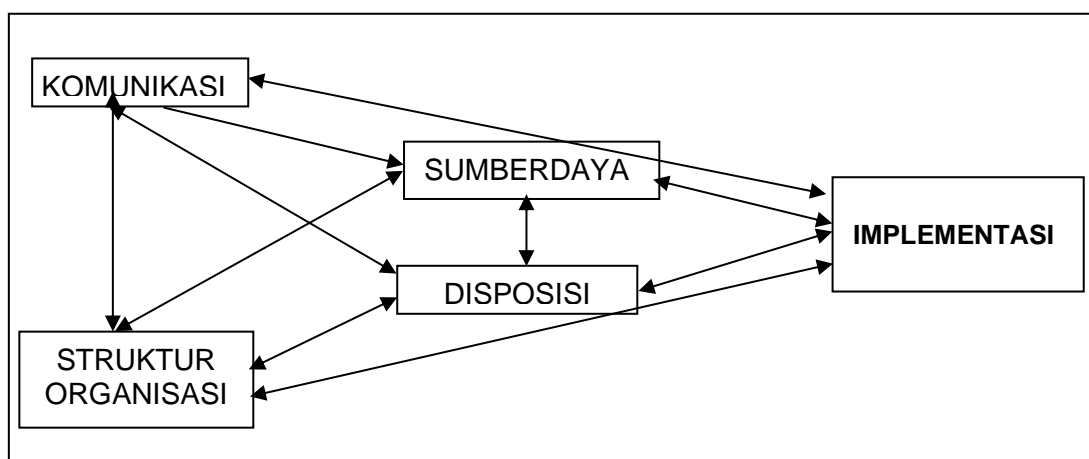 KOMUNIKASI
SUMBERDAYA
IMPLEMENTASI
DISPOSISI
STRUKTUR
ORGANISASI